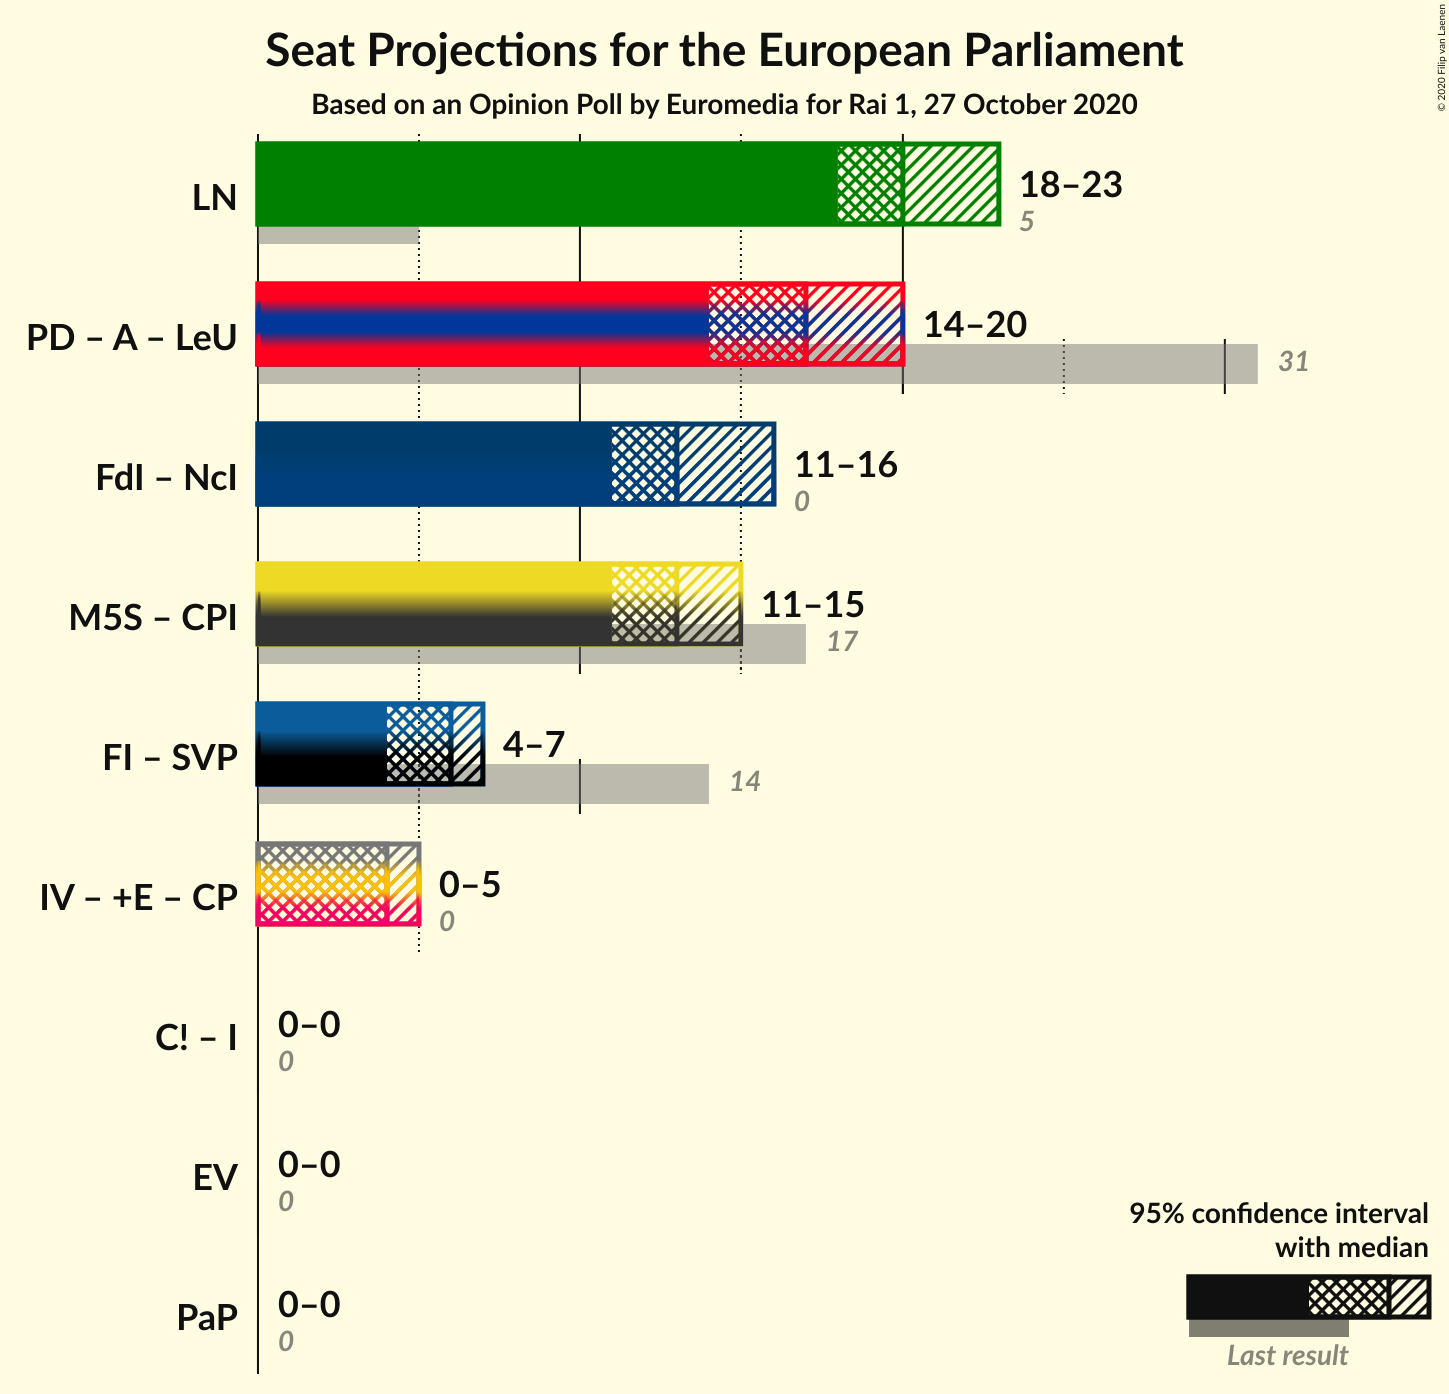 Seat Projections for the European Parliament
Based on an Opinion Poll by Euromedia for Rai 1, 27 October 2020
© 2020 Filip van Laenen
LN
18–23
5
PD – A – LeU
14–20
31
FdI – NcI
11–16
0
M5S – CPI
11–15
17
FI – SVP
4–7
14
IV – +E – CP
0–5
0
C! – I
0–0
0
EV
0–0
0
PaP
0–0
0
95% confidence interval
with median
Last result